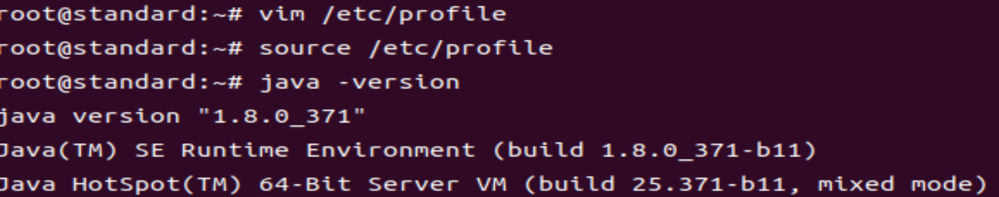 root@standard:~# vim /etc/profile
root@standard:~# source /etc/profile
root@standard:~# java -version
java version "1.8.0_371"
Java(TM) SE Runtime Environment (build 1.8.0_371-b11)
Java HotSpot(TM) 64-Bit Server VM (build 25.371-b11, mixed mode)